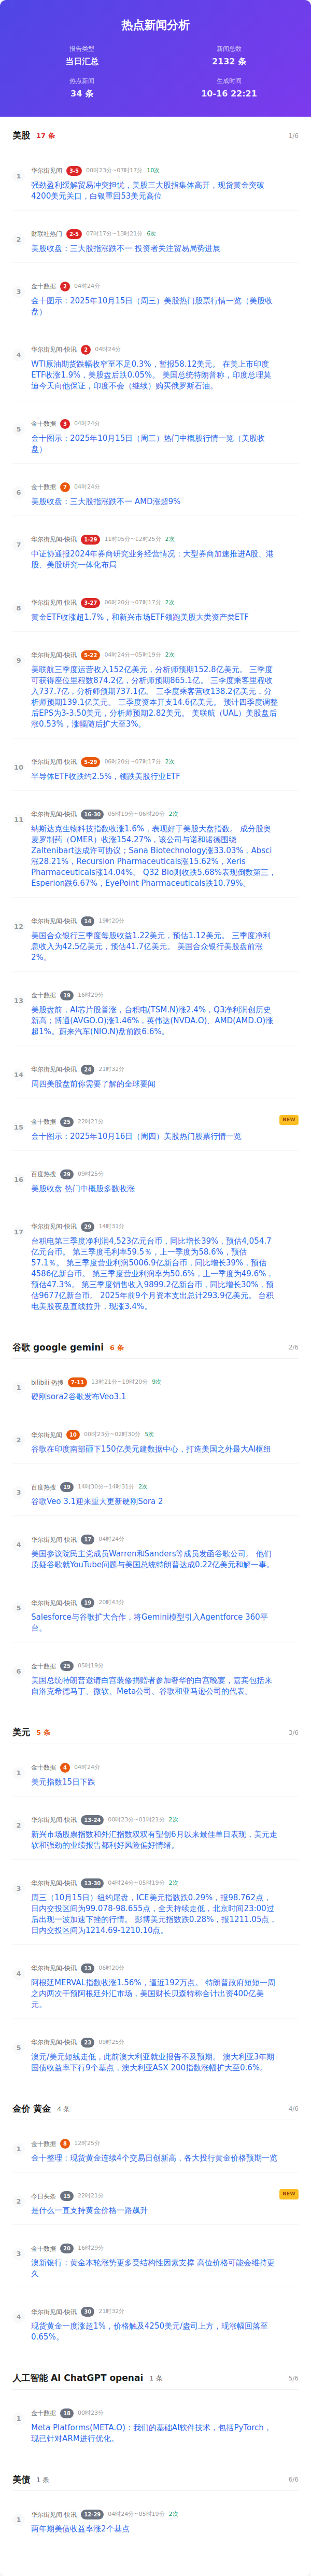 热点新闻分析
报告类型
新闻总数
当日汇总
2132 条
热点新闻
生成时间
34 条
10-16 22:21
美股 17 条
1/6
1
华尔街见闻 3-5 00时23分~07时17分 10次
强劲盈利缓解贸易冲突担忧，美股三大股指集体高开，现货黄金突破
4200美元关口，白银重回53美元高位
2
财联社热门 2-5 07时17分~13时21分 6次
美股收盘：三大股指涨跌不一 投资者关注贸易局势进展
3
金十数据 2 04时24分
金十图示：2025年10月15日（周三）美股热门股票行情一览（美股收
盘）
4
华尔街见闻-快讯 2 04时24分
WTI原油期货跌幅收窄至不足0.3%，暂报58.12美元。 在美上市印度
ETF收涨1.9%，美股盘后跌0.05%。 美国总统特朗普称，印度总理莫
迪今天向他保证，印度不会（继续）购买俄罗斯石油。
5
金十数据 3 04时24分
金十图示：2025年10月15日（周三）热门中概股行情一览（美股收
盘）
6
金十数据 7 04时24分
美股收盘：三大股指涨跌不一 AMD涨超9%
7
华尔街见闻-快讯 1-29 11时05分~12时25分 2次
中证协通报2024年券商研究业务经营情况：大型券商加速推进A股、港
股、美股研究一体化布局
8
华尔街见闻-快讯 3-27 06时20分~07时17分 2次
黄金ETF收涨超1.7%，和新兴市场ETF领跑美股大类资产类ETF
9
华尔街见闻-快讯 5-22 04时24分~05时19分 2次
美联航三季度运营收入152亿美元，分析师预期152.8亿美元。 三季度
可获得座位里程数874.2亿，分析师预期865.1亿。 三季度乘客里程收
入737.7亿，分析师预期737.1亿。 三季度乘客营收138.2亿美元，分
析师预期139.1亿美元。 三季度资本开支14.6亿美元。 预计四季度调整
后EPS为3-3.50美元，分析师预期2.82美元。 美联航（UAL）美股盘后
涨0.53%，涨幅随后扩大至3%。
10
华尔街见闻-快讯 5-29 06时20分~07时17分 2次
半导体ETF收跌约2.5%，领跌美股行业ETF
11
华尔街见闻-快讯 16-30 05时19分~06时20分 2次
纳斯达克生物科技指数收涨1.6%，表现好于美股大盘指数。 成分股奥
麦罗制药（OMER）收涨154.27%，该公司与诺和诺德围绕
Zaltenibart达成许可协议；Sana Biotechnology涨33.03%，Absci
涨28.21%，Recursion Pharmaceuticals涨15.62%，Xeris
Pharmaceuticals涨14.04%。 Q32 Bio则收跌5.68%表现倒数第三，
Esperion跌6.67%，EyePoint Pharmaceuticals跌10.79%。
12
华尔街见闻-快讯 14 19时20分
美国合众银行三季度每股收益1.22美元，预估1.12美元。 三季度净利
息收入为42.5亿美元，预估41.7亿美元。 美国合众银行美股盘前涨
2%。
13
金十数据 19 16时29分
美股盘前，AI芯片股普涨，台积电(TSM.N)涨2.4%，Q3净利润创历史
新高；博通(AVGO.O)涨1.46%，英伟达(NVDA.O)、AMD(AMD.O)涨
超1%。蔚来汽车(NIO.N)盘前跌6.6%。
14
华尔街见闻-快讯 24 21时32分
周四美股盘前你需要了解的全球要闻
15
金十数据 25 22时21分
NEW
金十图示：2025年10月16日（周四）美股热门股票行情一览
16
百度热搜 29 09时25分
美股收盘 热门中概股多数收涨
17
华尔街见闻-快讯 29 14时31分
台积电第三季度净利润4,523亿元台币，同比增长39%，预估4,054.7
亿元台币。 第三季度毛利率59.5％，上一季度为58.6%，预估
57.1％。 第三季度营业利润5006.9亿新台币，同比增长39%，预估
4586亿新台币。 第三季度营业利润率为50.6%，上一季度为49.6%，
预估47.3%。 第三季度销售收入9899.2亿新台币，同比增长30%，预
估9677亿新台币。 2025年前9个月资本支出总计293.9亿美元。 台积
电美股夜盘直线拉升，现涨3.4%。
谷歌 google gemini 6 条
2/6
1
bilibili 热搜 7-11 13时21分~19时20分 9次
硬刚sora2谷歌发布Veo3.1
2
华尔街见闻 10 00时23分~02时30分 5次
谷歌在印度南部砸下150亿美元建数据中心，打造美国之外最大AI枢纽
3
百度热搜 19 14时30分~14时31分 2次
谷歌Veo 3.1迎来重大更新硬刚Sora 2
4
华尔街见闻-快讯 17 04时24分
美国参议院民主党成员Warren和Sanders等成员发函谷歌公司。 他们
质疑谷歌就YouTube问题与美国总统特朗普达成0.22亿美元和解一事。
5
华尔街见闻-快讯 19 20时43分
Salesforce与谷歌扩大合作，将Gemini模型引入Agentforce 360平
台。
6
金十数据 25 05时19分
美国总统特朗普邀请白宫装修捐赠者参加奢华的白宫晚宴，嘉宾包括来
自洛克希德马丁、微软、Meta公司、谷歌和亚马逊公司的代表。
美元 5 条
3/6
1
金十数据 4 04时24分
美元指数15日下跌
2
华尔街见闻-快讯 13-24 00时23分~01时21分 2次
新兴市场股票指数和外汇指数双双有望创6月以来最佳单日表现，美元走
软和强劲的业绩报告都利好风险偏好情绪。
3
华尔街见闻-快讯 13-30 04时24分~05时19分 2次
周三（10月15日）纽约尾盘，ICE美元指数跌0.29%，报98.762点，
日内交投区间为99.078-98.655点，全天持续走低，北京时间23:00过
后出现一波加速下挫的行情。 彭博美元指数跌0.28%，报1211.05点，
日内交投区间为1214.69-1210.10点。
4
华尔街见闻-快讯 13 06时20分
阿根廷MERVAL指数收涨1.56%，逼近192万点。 特朗普政府短短一周
之内两次干预阿根廷外汇市场，美国财长贝森特称合计出资400亿美
元。
5
华尔街见闻-快讯 23 09时25分
澳元/美元短线走低，此前澳大利亚就业报告不及预期。 澳大利亚3年期
国债收益率下行9个基点，澳大利亚ASX 200指数涨幅扩大至0.6%。
金价 黄金 4 条
4/6
1
金十数据 8 12时25分
金十整理：现货黄金连续4个交易日创新高，各大投行黄金价格预期一览
2
今日头条 15 22时21分
NEW
是什么一直支持黄金价格一路飙升
3
金十数据 20 16时29分
澳新银行：黄金本轮涨势更多受结构性因素支撑 高位价格可能会维持更
久
4
华尔街见闻-快讯 30 21时32分
现货黄金一度涨超1%，价格触及4250美元/盎司上方，现涨幅回落至
0.65%。
人工智能 AI ChatGPT openai 1 条
5/6
1
金十数据 18 00时23分
Meta Platforms(META.O)：我们的基础AI软件技术，包括PyTorch，
现已针对ARM进行优化。
美债 1 条
6/6
1
华尔街见闻-快讯 12-29 04时24分~05时19分 2次
两年期美债收益率涨2个基点